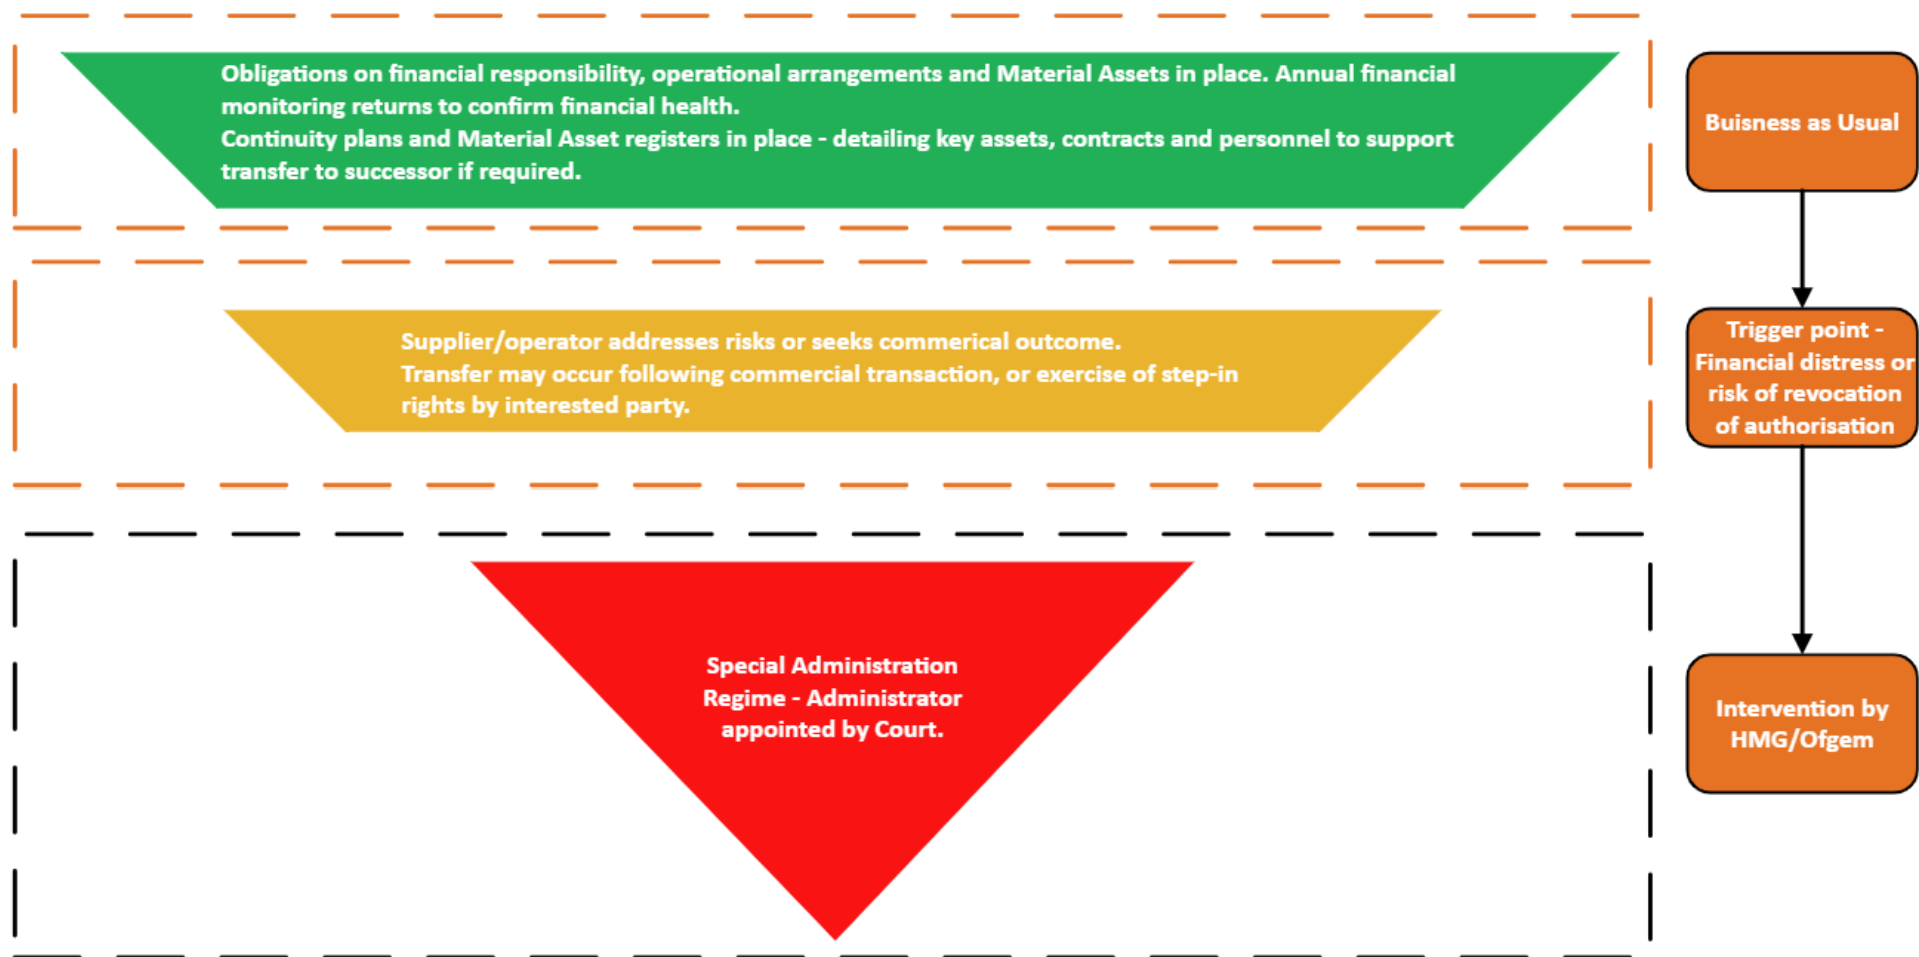 Obligations on financial responsibility, operational arrangements and Material Assets in place. Annual financial
monitoring returns to confirm financial health.
Continuity plans and Material Asset registers in place - detailing key assets, contracts and personnel to support
transfer to successor if required.
Buisness as Usual
Supplier/operator addresses risks or seeks commerical outcome.
Transfer may occur following commercial transaction, or exercise of step-in
rights by interested party.
Trigger point -
Financial distress or
risk of revocation
of authorisation
Special Administration
Regime - Administrator
appointed by Court.
Intervention by
HMG/Ofgem